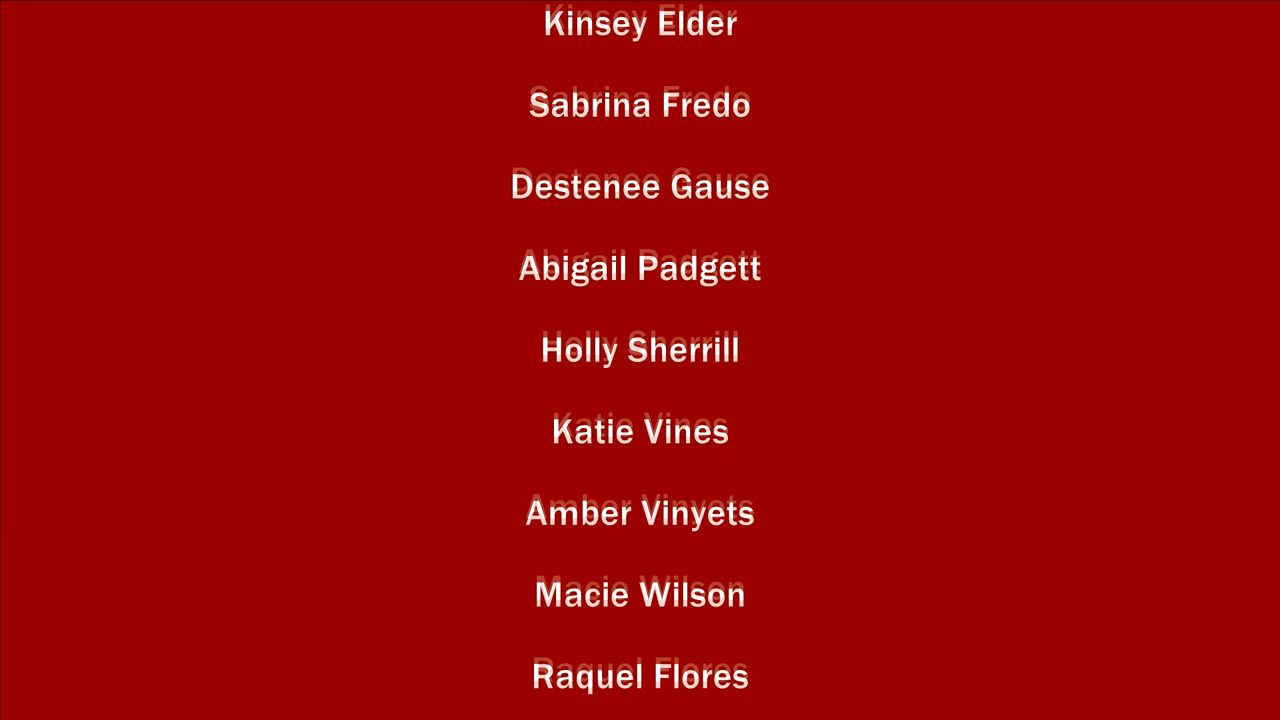 Kinsey Elder
Sabrina Fredo
Destenee Gause
Abigail Padgett
Holly Sherrill
Katie Vines
Amber Vinyets
Macie Wilson
Raquel Flores